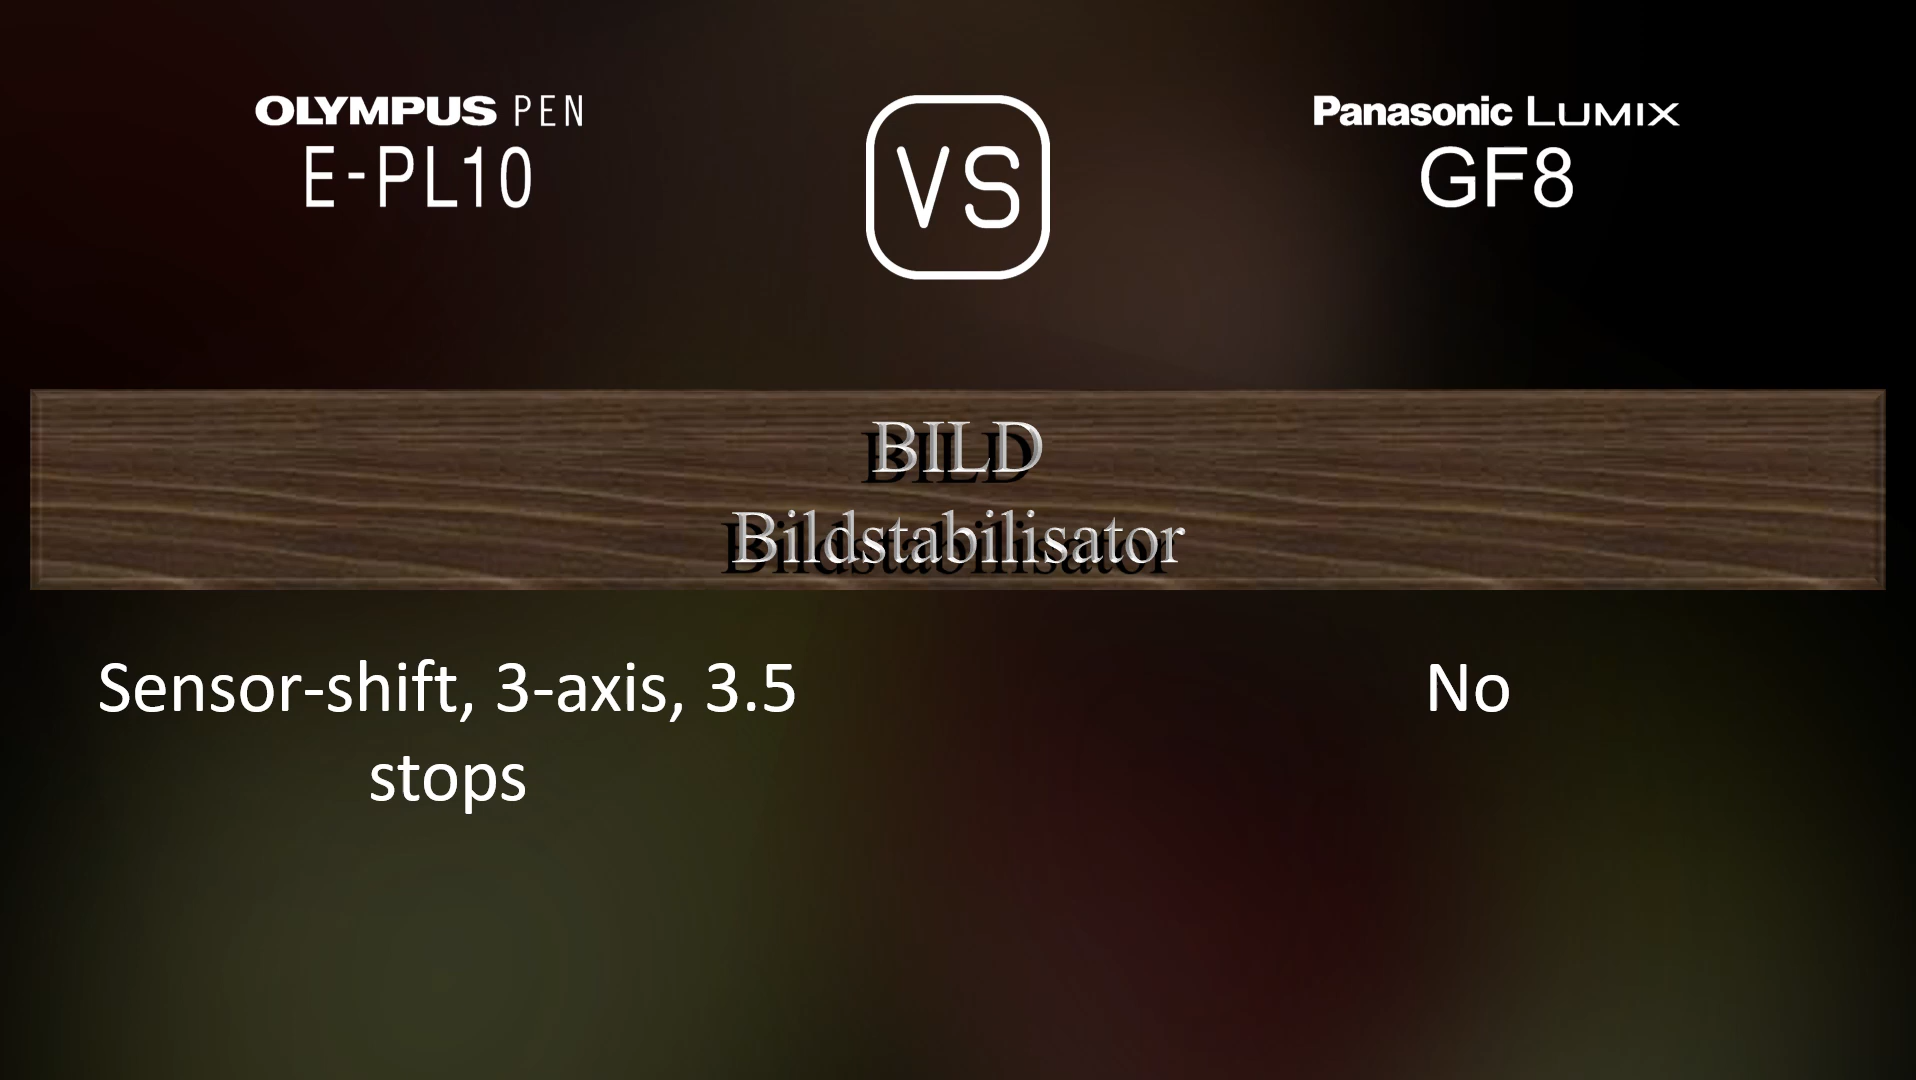 OLYMPUS PEN
E-PL10
VS
Panasonic LUMIX
GF8
BILD
Bildstabilisator
Sensor-shift, 3-axis, 3.5
stops
No